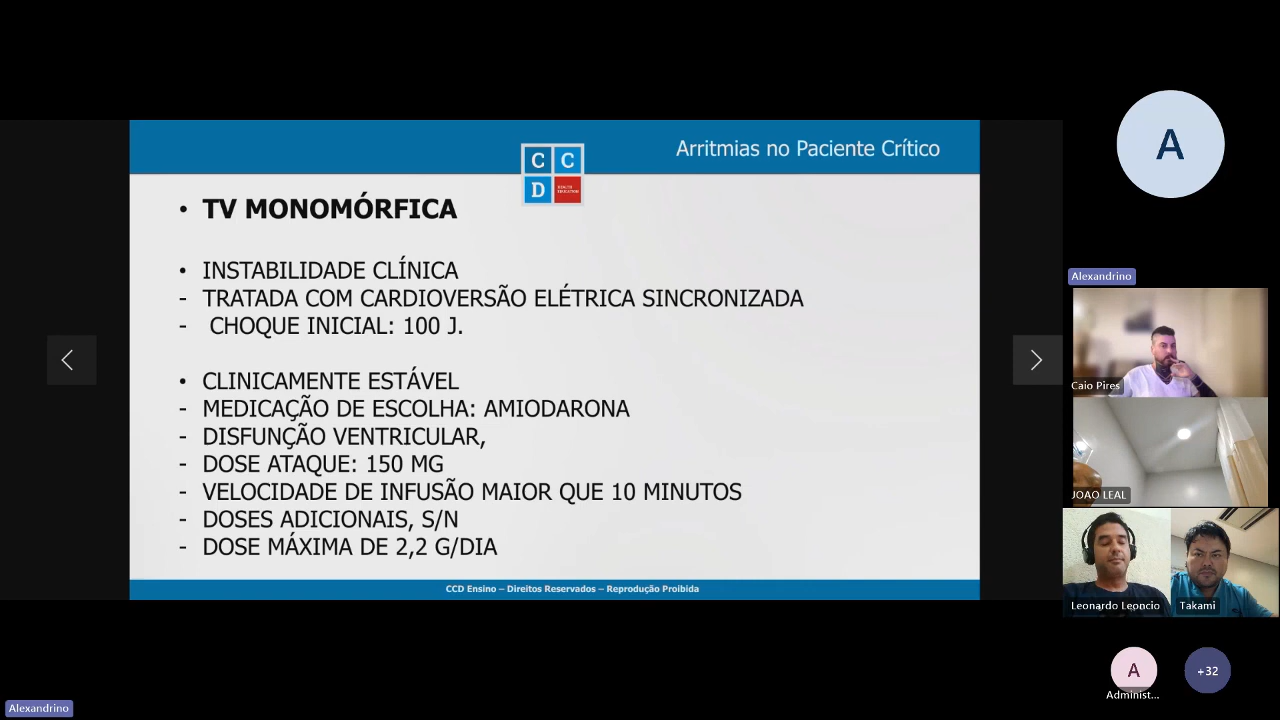 Arritmias no Paciente Crítico
C C
D HEALTH EDUCATION
• TV MONOMÓRFICA
• INSTABILIDADE CLÍNICA
- TRATADA COM CARDIOVERSÃO ELÉTRICA SINCRONIZADA
- CHOQUE INICIAL: 100 J.
• CLINICAMENTE ESTÁVEL
- MEDICAÇÃO DE ESCOLHA: AMIODARONA
- DISFUNÇÃO VENTRICULAR,
- DOSE ATAQUE: 150 MG
- VELOCIDADE DE INFUSÃO MAIOR QUE 10 MINUTOS
- DOSES ADICIONAIS, S/N
- DOSE MÁXIMA DE 2,2 G/DIA
CCD Ensino – Direitos Reservados – Reprodução Proibida
A
Alexandrino
Caio Pires
JOAO LEAL
Leonardo Leoncio
Takami
A
Administ...
+32
Alexandrino